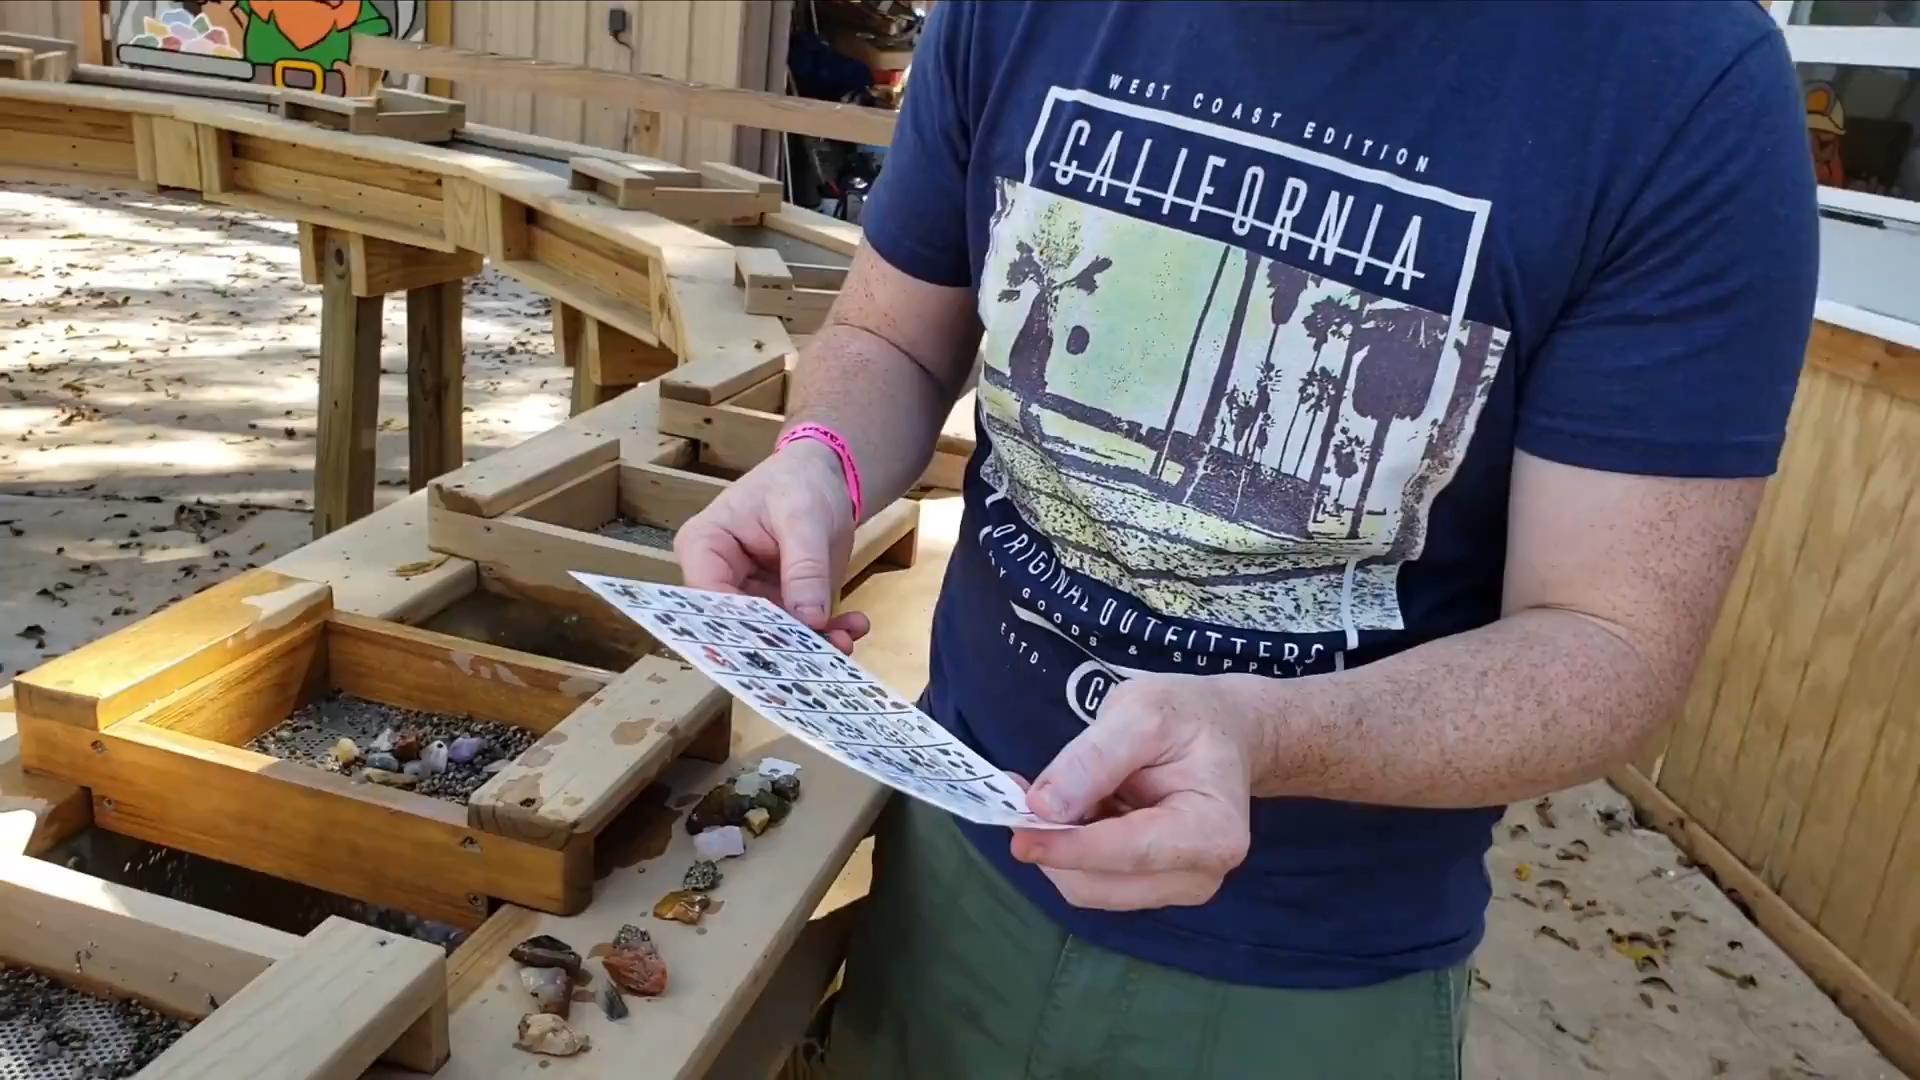 WEST COAST EDITION
CALIFORNIA
ORIGINAL OUTFITTERS
GOODS & SUPPLY
ESTD.